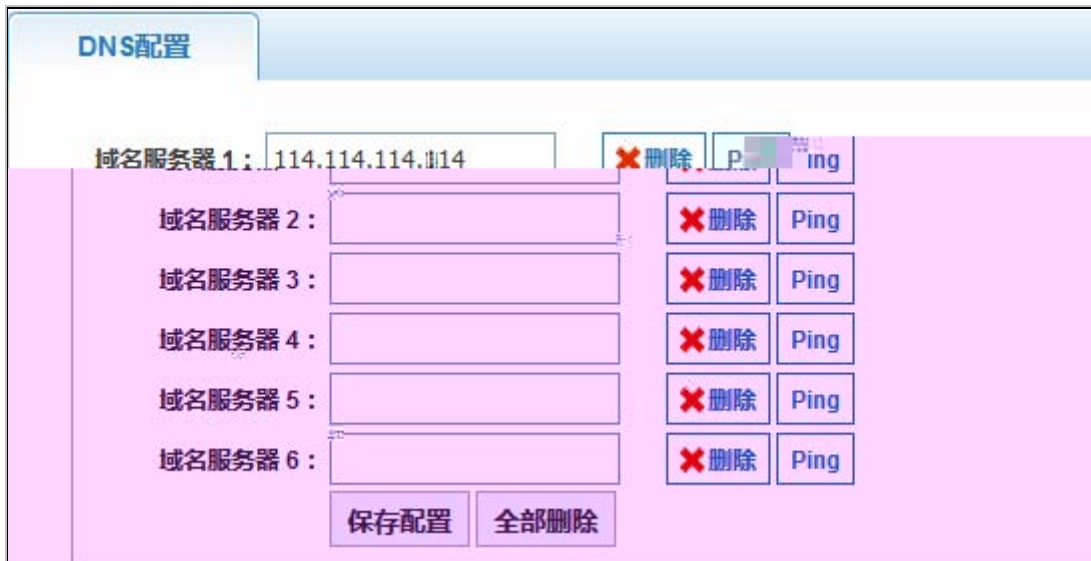 DNS配置
域名服务器 1： 114.114.114.114 删除 Ping
域名服务器 2： 删除 Ping
域名服务器 3： 删除 Ping
域名服务器 4： 删除 Ping
域名服务器 5： 删除 Ping
域名服务器 6： 删除 Ping
保存配置 全部删除